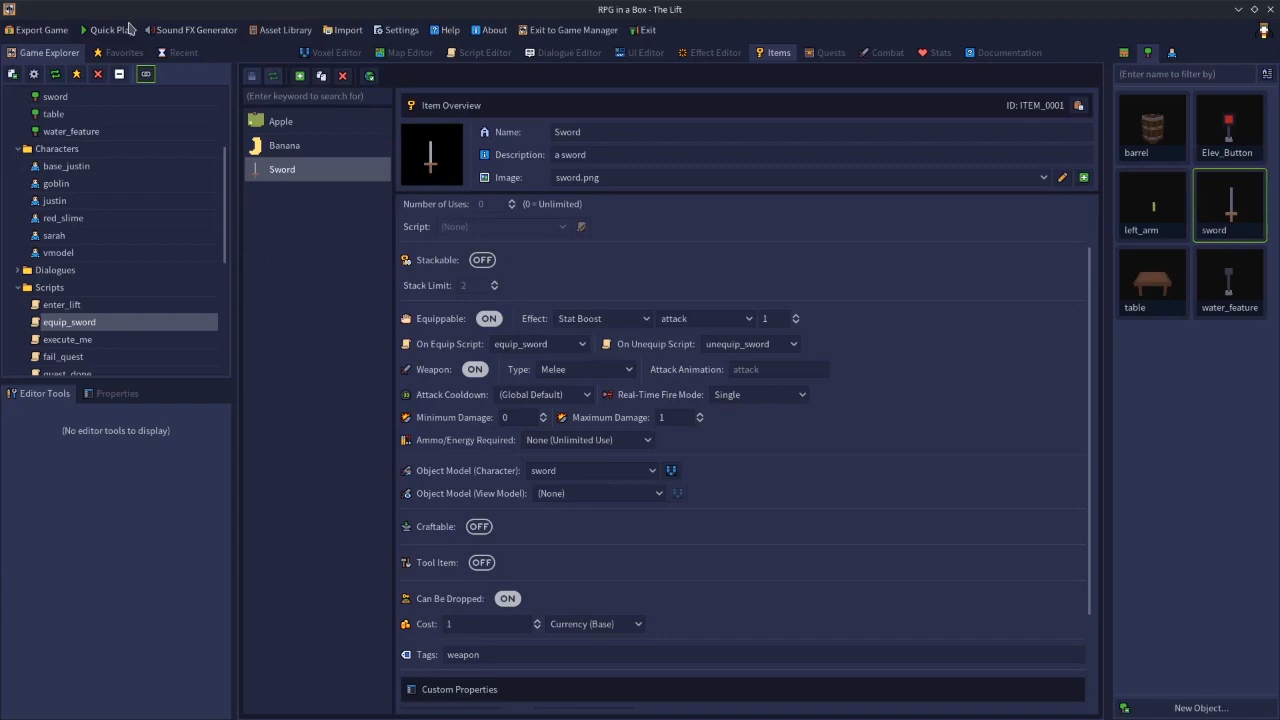 RPG in a Box - The Lift
Export Game Quick Play Sound FX Generator Asset Library Import Settings Help About Exit to Game Manager Exit
Game Explorer Favorites Recent Voxel Editor Map Editor Script Editor Dialogue Editor UI Editor Effect Editor Items Quests Combat Stats Documentation
(Enter name to filter by)
(Enter keyword to search for)
sword
table
water_feature
Characters
base_justin
goblin
justin
red_slime
sarah
vmodel
Dialogues
Scripts
enter_lift
equip_sword
execute_me
fail_quest
quest_done
Editor Tools Properties
(No editor tools to display)
Apple
Banana
Sword
Item Overview ID: ITEM_0001
Name: Sword
Description: a sword
Image: sword.png
Number of Uses: 0 (0 = Unlimited)
Script: (None)
Stackable: OFF
Stack Limit: 2
Equippable: ON Effect: Stat Boost attack 1
On Equip Script: equip_sword On Unequip Script: unequip_sword
Weapon: ON Type: Melee Attack Animation: attack
Attack Cooldown: (Global Default) Real-Time Fire Mode: Single
Minimum Damage: 0 Maximum Damage: 1
Ammo/Energy Required: None (Unlimited Use)
Object Model (Character): sword
Object Model (View Model): (None)
Craftable: OFF
Tool Item: OFF
Can Be Dropped: ON
Cost: 1 Currency (Base)
Tags: weapon
Custom Properties
barrel Elev_Button
left_arm sword
table water_feature
New Object...